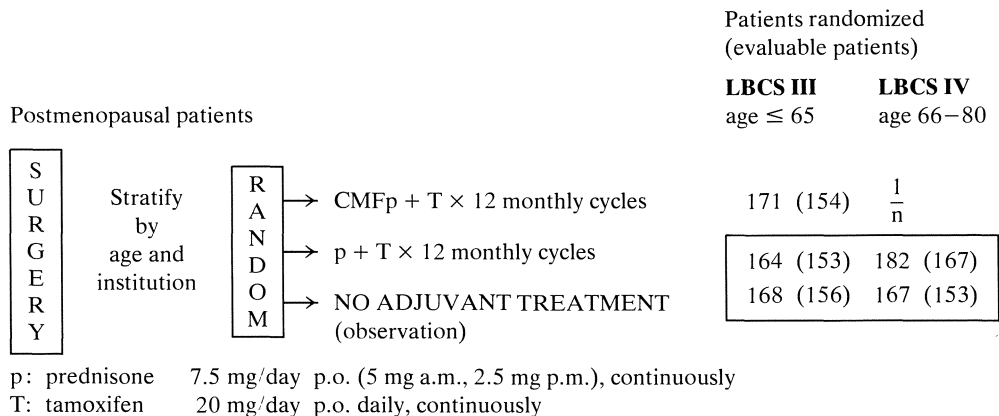 Patients randomized
(evaluable patients)
LBCS III LBCS IV
age ≤ 65 age 66–80
Postmenopausal patients
SURGERY
Stratify
by
age and
institution
RANDOM
CMFp + T × 12 monthly cycles 171 (154) 1/n
p + T × 12 monthly cycles 164 (153) 182 (167)
NO ADJUVANT TREATMENT 168 (156) 167 (153)
(observation)
p: prednisone 7.5 mg/day p.o. (5 mg a.m., 2.5 mg p.m.), continuously
T: tamoxifen 20 mg/day p.o. daily, continuously